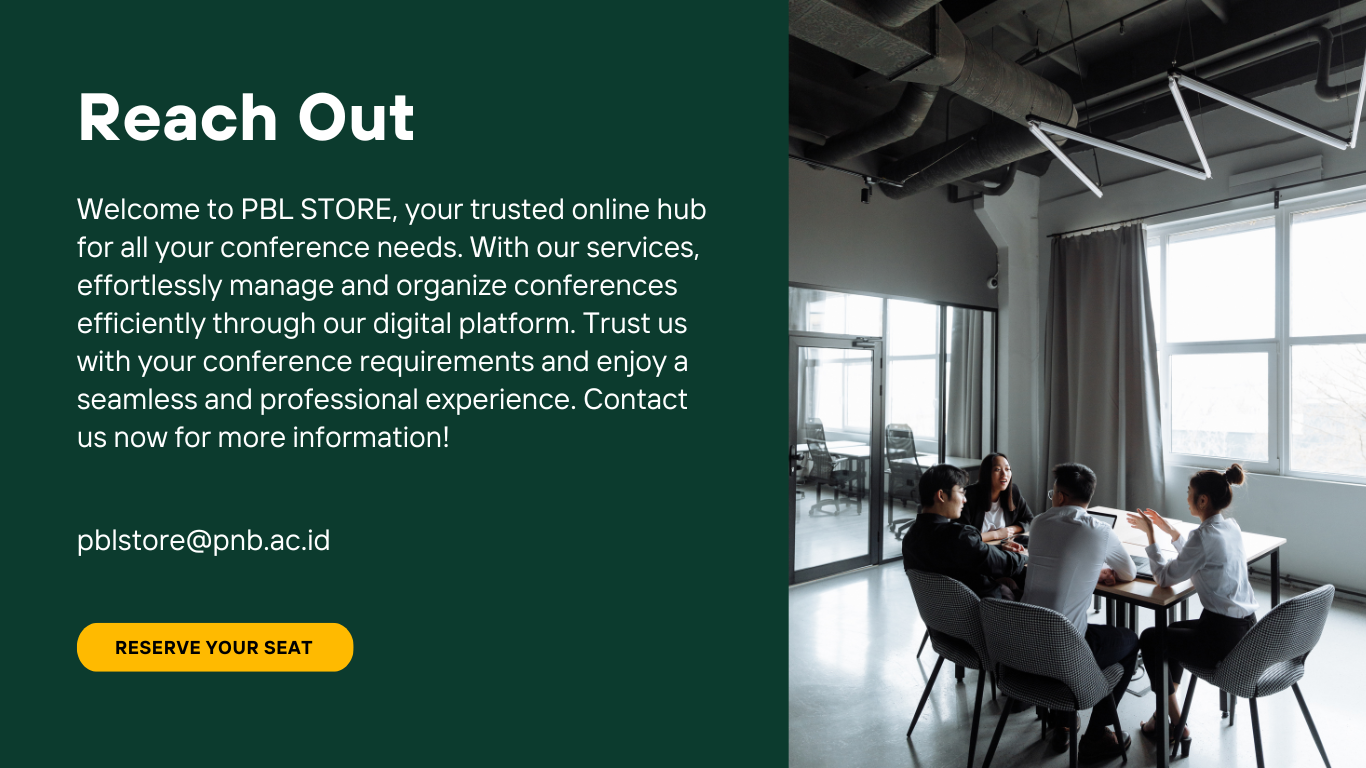 Reach Out
Welcome to PBL STORE, your trusted online hub
for all your conference needs. With our services,
effortlessly manage and organize conferences
efficiently through our digital platform. Trust us
with your conference requirements and enjoy a
seamless and professional experience. Contact
us now for more information!
pblstore@pnb.ac.id
RESERVE YOUR SEAT